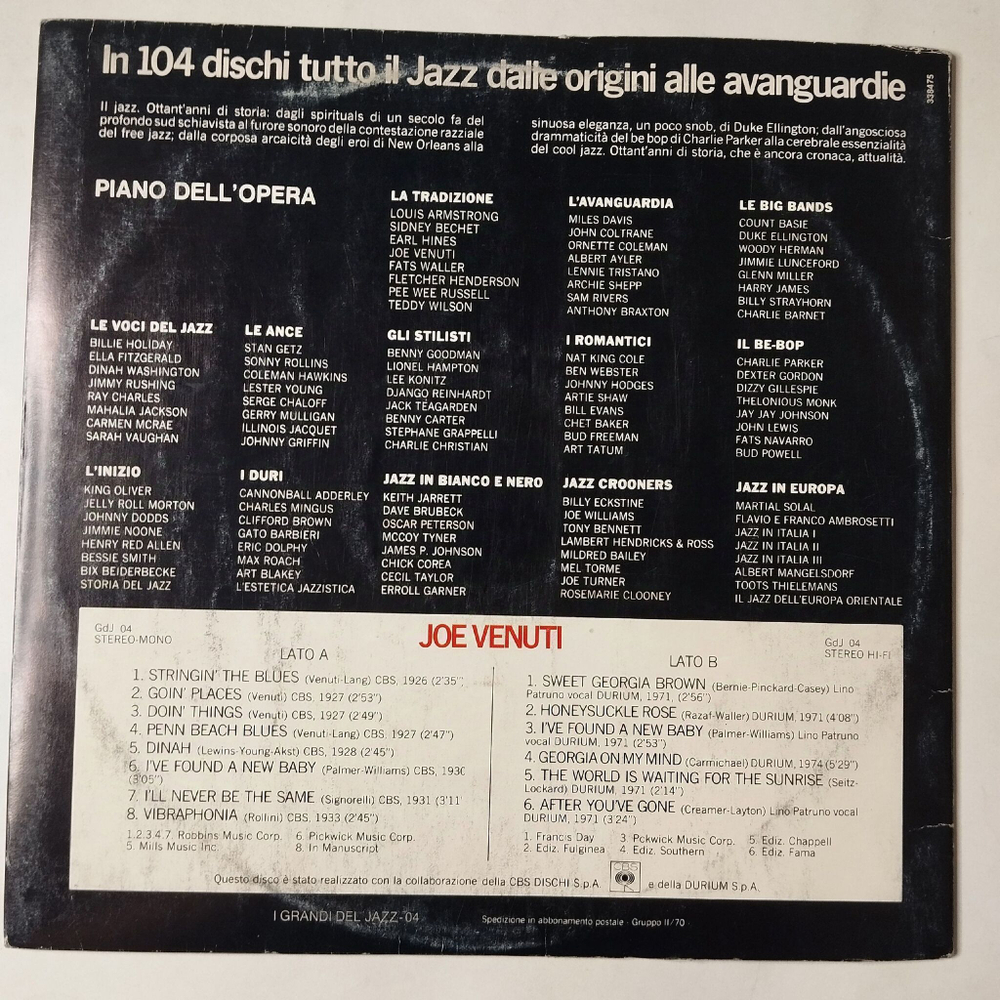 In 104 dischi tutto il Jazz dalle origini alle avanguardie
338475
Il jazz. Ottant'anni di storia: dagli spirituals di un secolo fa del
profondo sud schiavista al furore sonoro della contestazione razziale
del free jazz; dalla corposa arcaicità degli eroi di New Orleans alla
sinuosa eleganza, un poco snob, di Duke Ellington; dall'angosciosa
drammaticità del be bop di Charlie Parker alla cerebrale essenzialità
del cool jazz. Ottant'anni di storia, che è ancora cronaca, attualità.
PIANO DELL'OPERA
LA TRADIZIONE
LOUIS ARMSTRONG
SIDNEY BECHET
EARL HINES
JOE VENUTI
FATS WALLER
FLETCHER HENDERSON
PEE WEE RUSSELL
TEDDY WILSON
L'AVANGUARDIA
MILES DAVIS
JOHN COLTRANE
ORNETTE COLEMAN
ALBERT AYLER
LENNIE TRISTANO
ARCHIE SHEPP
SAM RIVERS
ANTHONY BRAXTON
LE BIG BANDS
COUNT BASIE
DUKE ELLINGTON
WOODY HERMAN
JIMMIE LUNCEFORD
GLENN MILLER
HARRY JAMES
BILLY STRAYHORN
CHARLIE BARNET
LE VOCI DEL JAZZ
BILLIE HOLIDAY
ELLA FITZGERALD
DINAH WASHINGTON
JIMMY RUSHING
RAY CHARLES
MAHALIA JACKSON
CARMEN MCRAE
SARAH VAUGHAN
LE ANCE
STAN GETZ
SONNY ROLLINS
COLEMAN HAWKINS
LESTER YOUNG
SERGE CHALOFF
GERRY MULLIGAN
ILLINOIS JACQUET
JOHNNY GRIFFIN
GLI STILISTI
BENNY GOODMAN
LIONEL HAMPTON
LEE KONITZ
DJANGO REINHARDT
JACK TEAGARDEN
BENNY CARTER
STEPHANE GRAPPELLI
CHARLIE CHRISTIAN
I ROMANTICI
NAT KING COLE
BEN WEBSTER
JOHNNY HODGES
ARTIE SHAW
BILL EVANS
CHET BAKER
BUD FREEMAN
ART TATUM
IL BE-BOP
CHARLIE PARKER
DEXTER GORDON
DIZZY GILLESPIE
THELONIOUS MONK
JAY JAY JOHNSON
JOHN LEWIS
FATS NAVARRO
BUD POWELL
L'INIZIO
KING OLIVER
JELLY ROLL MORTON
JOHNNY DODDS
JIMMIE NOONE
HENRY RED ALLEN
BESSIE SMITH
BIX BEIDERBECKE
STORIA DEL JAZZ
I DURI
CANNONBALL ADDERLEY
CHARLES MINGUS
CLIFFORD BROWN
GATO BARBIERI
ERIC DOLPHY
MAX ROACH
ART BLAKEY
L'ESTETICA JAZZISTICA
JAZZ IN BIANCO E NERO
KEITH JARRETT
DAVE BRUBECK
OSCAR PETERSON
MCCOY TYNER
JAMES P. JOHNSON
CHICK COREA
CECIL TAYLOR
ERROLL GARNER
JAZZ CROONERS
BILLY ECKSTINE
JOE WILLIAMS
TONY BENNETT
LAMBERT HENDRICKS & ROSS
MILDRED BAILEY
MEL TORME
JOE TURNER
ROSEMARIE CLOONEY
JAZZ IN EUROPA
MARTIAL SOLAL
FLAVIO E FRANCO AMBROSETTI
JAZZ IN ITALIA I
JAZZ IN ITALIA II
JAZZ IN ITALIA III
ALBERT MANGELSDORF
TOOTS THIELEMANS
IL JAZZ DELL'EUROPA ORIENTALE
GdJ 04
STEREO-MONO
JOE VENUTI
GdJ 04
STEREO HI-FI
LATO A
1. STRINGIN' THE BLUES (Venuti-Lang) CBS, 1926 (2'35")
2. GOIN' PLACES (Venuti) CBS, 1927 (2'53")
3. DOIN' THINGS (Venuti) CBS, 1927 (2'49")
4. PENN BEACH BLUES (Venuti-Lang) CBS, 1927 (2'47")
5. DINAH (Lewins-Young-Akst) CBS, 1928 (2'45")
6. I'VE FOUND A NEW BABY (Palmer-Williams) CBS, 1930
(3'05")
7. I'LL NEVER BE THE SAME (Signorelli) CBS, 1931 (3'11'
8. VIBRAPHONIA (Rollini) CBS, 1933 (2'45")
1.2.3.4.7. Robbins Music Corp.
5. Mills Music Inc.
6. Pickwick Music Corp.
8. In Manuscript
LATO B
1. SWEET GEORGIA BROWN (Bernie-Pinckard-Casey) Lino
Patruno vocal DURIUM, 1971, (2'56")
2. HONEYSUCKLE ROSE (Razaf-Waller) DURIUM, 1971 (4'08")
3. I'VE FOUND A NEW BABY (Palmer-Williams) Lino Patruno
vocal DURIUM, 1971 (2'53")
4. GEORGIA ON MY MIND (Carmichael) DURIUM, 1974 (5'29")
5. THE WORLD IS WAITING FOR THE SUNRISE (Seitz-
Lockard) DURIUM, 1971 (2'14")
6. AFTER YOU'VE GONE (Creamer-Layton) Lino Patruno vocal
DURIUM, 1971 (3'24")
1. Francis Day
2. Ediz. Fulginea
3. Pckwick Music Corp.
4. Ediz. Southern
5. Ediz. Chappell
6. Ediz. Fama
Questo disco è stato realizzato con la collaborazione della CBS DISCHI S.p.A. CBS e della DURIUM S.p.A.
I GRANDI DEL JAZZ-04
Spedizione in abbonamento postale - Gruppo II/70